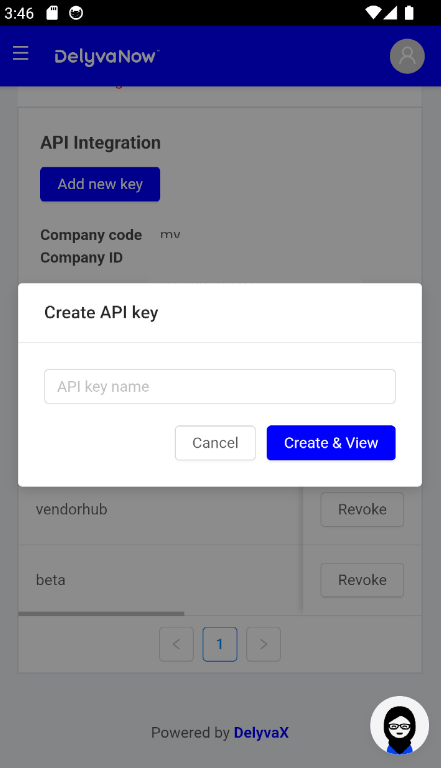 3:46
DelyvaNow
API Integration
Add new key
Company code my
Company ID
Create API key
API key name
Cancel
Create & View
vendorhub
Revoke
beta
Revoke
1
Powered by DelyvaX